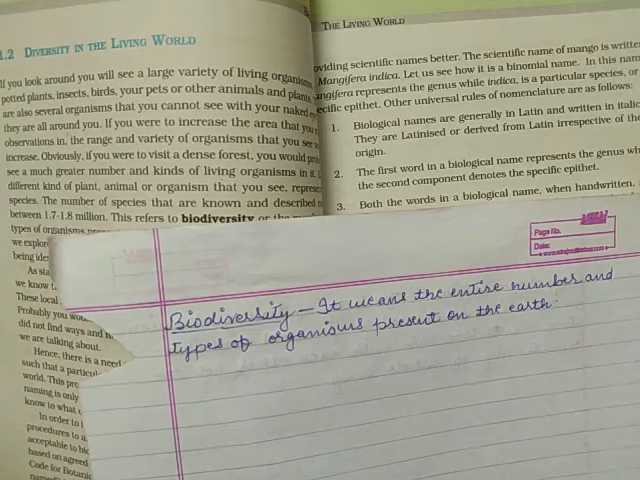 1.2 DIVERSITY IN THE LIVING WORLD
If you look around you will see a large variety of living organisms
potted plants, insects, birds, your pets or other animals and plants
are also several organisms that you cannot see with your naked
they are all around you. If you were to increase the area that you
observations in, the range and variety of organisms that you see
increase. Obviously, if you were to visit a dense forest, you would
see a much greater number and kinds of living organisms in it.
different kind of plant, animal or organism that you see,
species. The number of species that are known and described
between 1.7-1.8 million. This refers to biodiversity or the
types of organisms
we explore
being
As
we know
These local
Probably you
did not find ways and
we are talking about.
Hence, there is a need
such that a
world. This
naming is only
know to what
In order to
procedures to
acceptable to
based on agreed
Code for
THE LIVING WORLD
oviding scientific names better. The scientific name of mango is written
Mangifera indica. Let us see how it is a binomial name. In this name
angifera represents the genus while indica, is a particular species, or
ecific epithet. Other universal rules of nomenclature are as follows:
1. Biological names are generally in Latin and written in
They are Latinised or derived from Latin irrespective of
origin.
2. The first word in a biological name represents the genus
the second component denotes the specific epithet.
3. Both the words in a biological name, when handwritten,
Page No.
Date:
Biodiversity - It means the entire number and
types of organisms present on the earth.